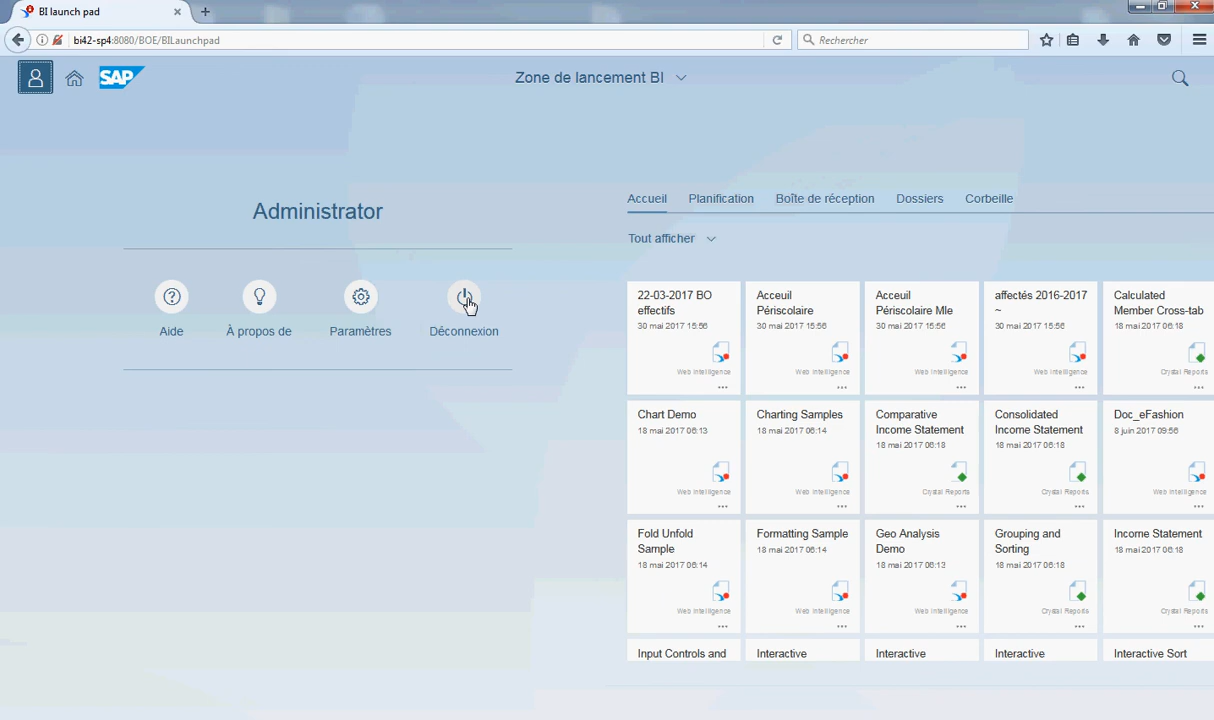 BI launch pad
bi42-sp4:8080/BOE/BILaunchpad
Rechercher
SAP
Zone de lancement BI
Administrator
Aide
À propos de
Paramètres
Déconnexion
Accueil
Planification
Boîte de réception
Dossiers
Corbeille
Tout afficher
22-03-2017 BO
effectifs
30 mai 2017 15:56
Web Intelligence
Acceuil
Périscolaire
30 mai 2017 15:56
Web Intelligence
Acceuil
Périscolaire Mle
30 mai 2017 15:56
Web Intelligence
affectés 2016-2017
~
30 mai 2017 15:56
Web Intelligence
Calculated
Member Cross-tab
18 mai 2017 06:18
Crystal Reports
Chart Demo
18 mai 2017 06:13
Web Intelligence
Charting Samples
18 mai 2017 06:14
Web Intelligence
Comparative
Income Statement
18 mai 2017 06:18
Crystal Reports
Consolidated
Income Statement
18 mai 2017 06:18
Crystal Reports
Doc_eFashion
8 juin 2017 09:56
Web Intelligence
Fold Unfold
Sample
18 mai 2017 06:14
Web Intelligence
Formatting Sample
18 mai 2017 06:14
Web Intelligence
Geo Analysis
Demo
18 mai 2017 06:13
Web Intelligence
Grouping and
Sorting
18 mai 2017 06:18
Crystal Reports
Income Statement
18 mai 2017 06:18
Crystal Reports
Input Controls and
Interactive
Interactive
Interactive
Interactive Sort